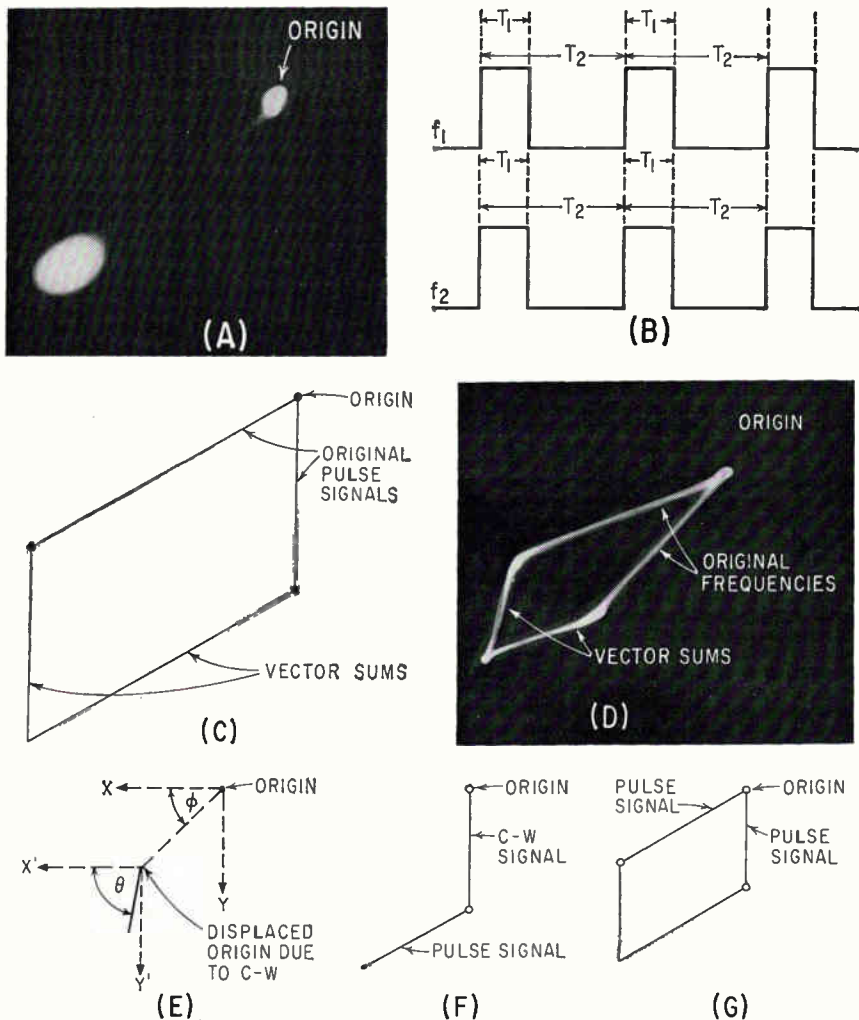 ORIGIN
(A)
T1 T1
T2 T2
f1
T1 T1
T2 T2
f2
(B)
ORIGIN
ORIGINAL
PULSE
SIGNALS
VECTOR SUMS
(C)
ORIGIN
ORIGINAL
FREQUENCIES
VECTOR SUMS
(D)
X
ϕ
ORIGIN
X'
θ
Y
DISPLACED
ORIGIN DUE
TO C-W
Y'
(E)
ORIGIN
C-W
SIGNAL
PULSE SIGNAL
(F)
PULSE
SIGNAL
ORIGIN
PULSE
SIGNAL
(G)